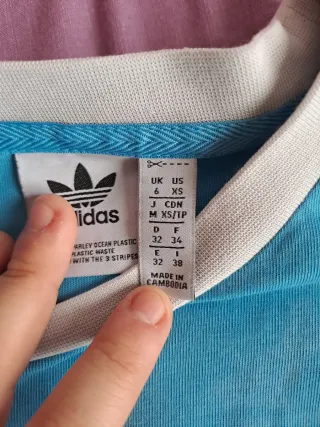 adidas
PARLEY OCEAN PLASTIC
PLASTIC WASTE
WITH THE 3 STRIPES
UK US
6 XS
J CDN
M XS/TP
D F
32 34
E I
32 38
MADE IN
CAMBODIA